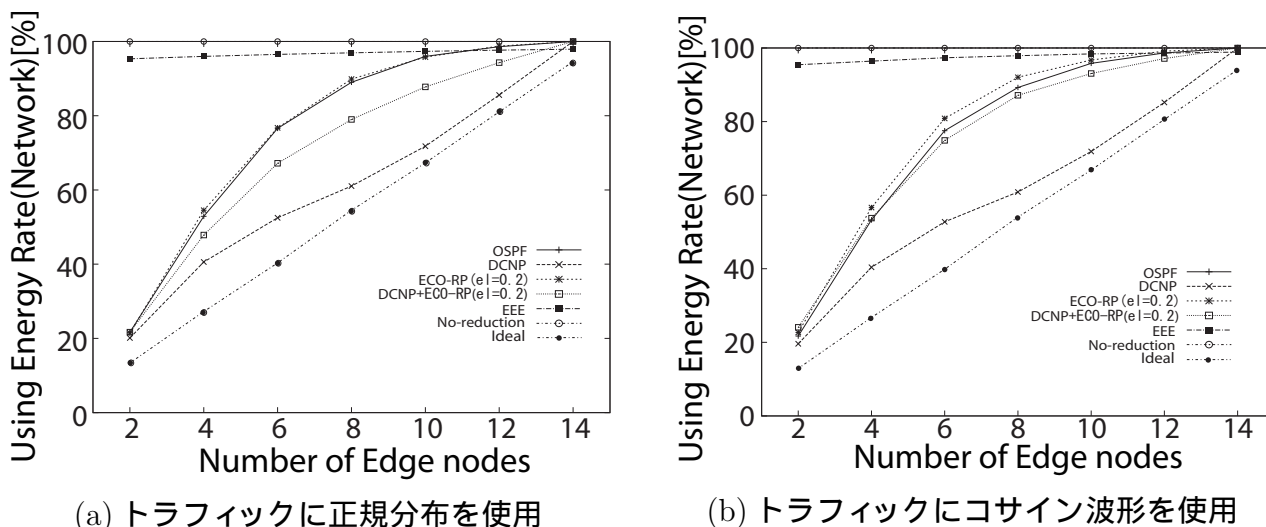 Using Energy Rate(Network)[%]
100
80
60
40
20
0
OSPF
DCNP
ECO-RP(el=0.2)
DCNP+ECO-RP(el=0.2)
EEE
No-reduction
Ideal
2 4 6 8 10 12 14
Number of Edge nodes
(a) トラフィックに正規分布を使用
Using Energy Rate(Network)[%]
100
80
60
40
20
0
OSPF
DCNP
ECO-RP(el=0.2)
DCNP+ECO-RP(el=0.2)
EEE
No-reduction
Ideal
2 4 6 8 10 12 14
Number of Edge nodes
(b) トラフィックにコサイン波形を使用